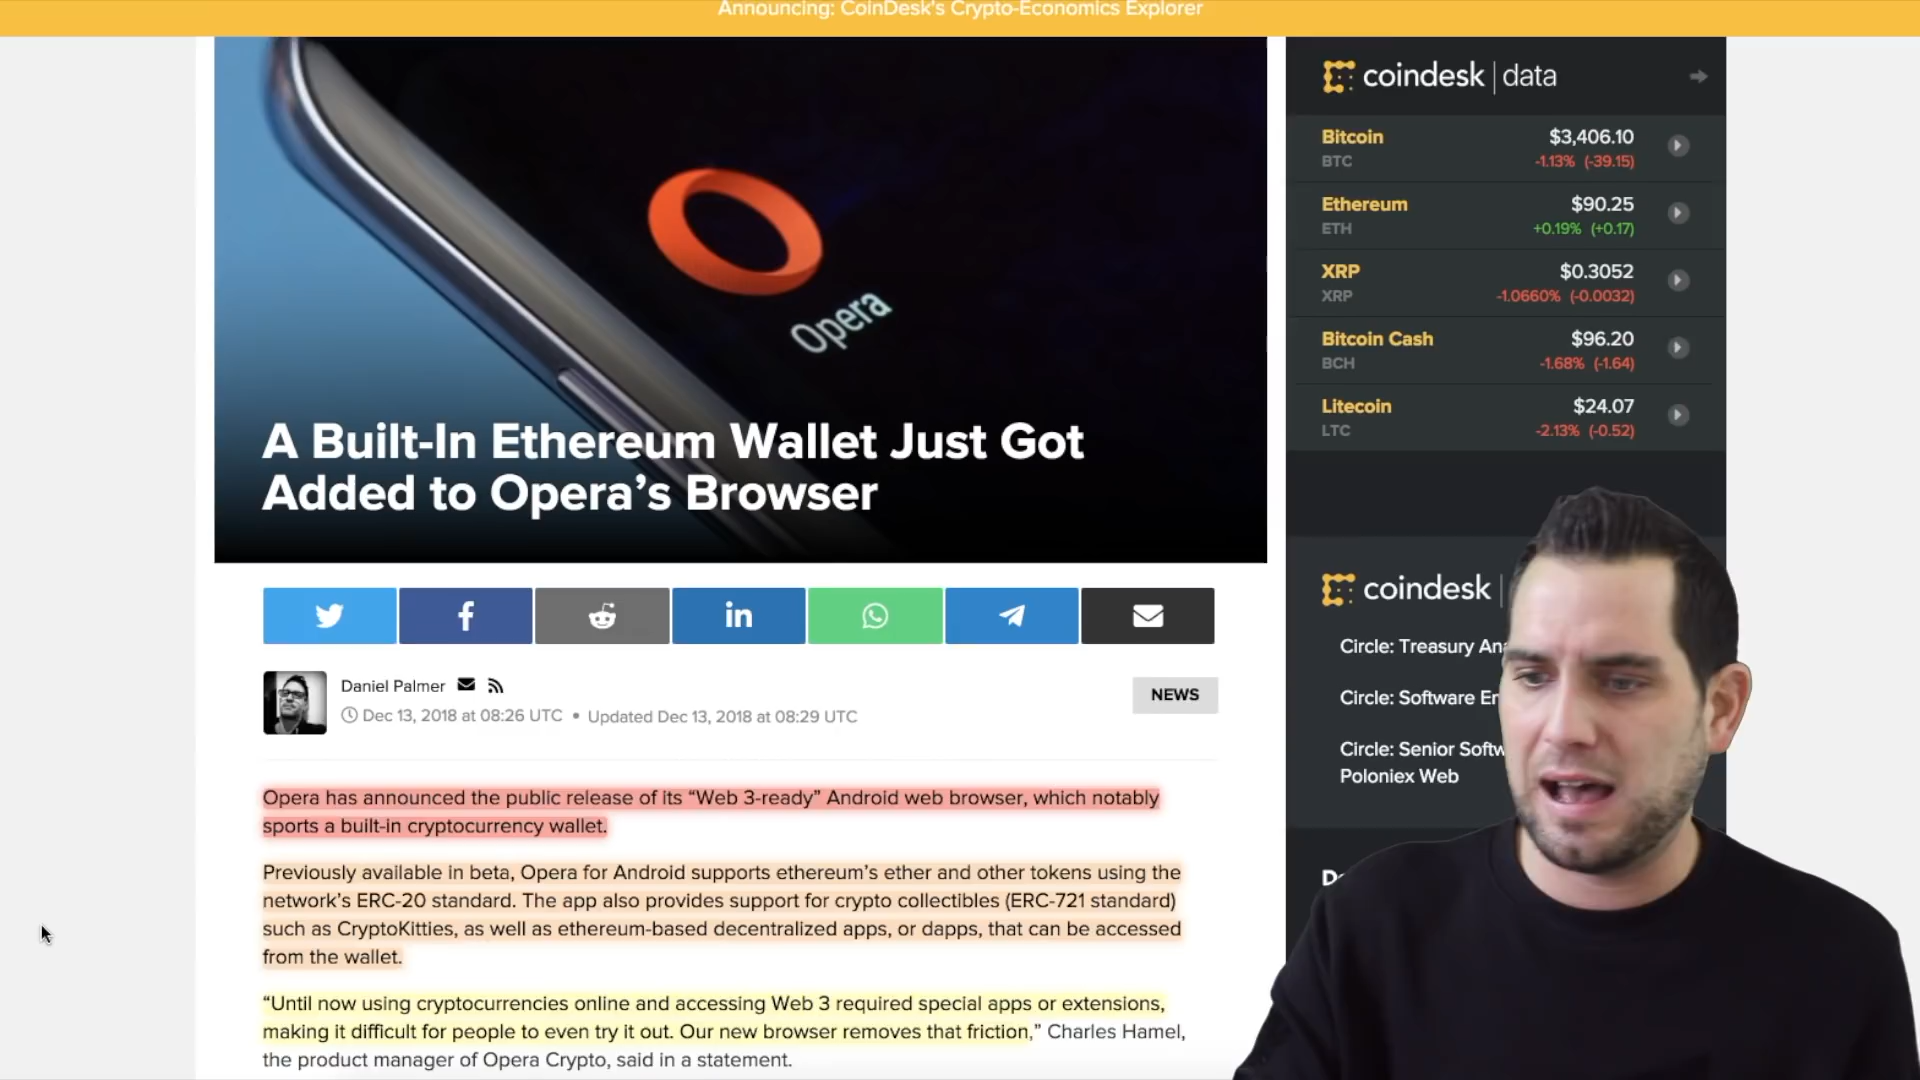 Announcing: CoinDesk's Crypto-Economics Explorer
Opera
A Built-In Ethereum Wallet Just Got
Added to Opera's Browser
Daniel Palmer
Dec 13, 2018 at 08:26 UTC • Updated Dec 13, 2018 at 08:29 UTC
NEWS
Opera has announced the public release of its “Web 3-ready” Android web browser, which notably
sports a built-in cryptocurrency wallet.
Previously available in beta, Opera for Android supports ethereum’s ether and other tokens using the
network’s ERC-20 standard. The app also provides support for crypto collectibles (ERC-721 standard)
such as CryptoKitties, as well as ethereum-based decentralized apps, or dapps, that can be accessed
from the wallet.
“Until now using cryptocurrencies online and accessing Web 3 required special apps or extensions,
making it difficult for people to even try it out. Our new browser removes that friction,” Charles Hamel,
the product manager of Opera Crypto, said in a statement.
coindesk | data
Bitcoin $3,406.10
BTC -1.13% (-39.15)
Ethereum $90.25
ETH +0.19% (+0.17)
XRP $0.3052
XRP -1.0660% (-0.0032)
Bitcoin Cash $96.20
BCH -1.68% (-1.64)
Litecoin $24.07
LTC -2.13% (-0.52)
coindesk |
Circle: Treasury
Circle: Software
Circle: Senior
Poloniex Web